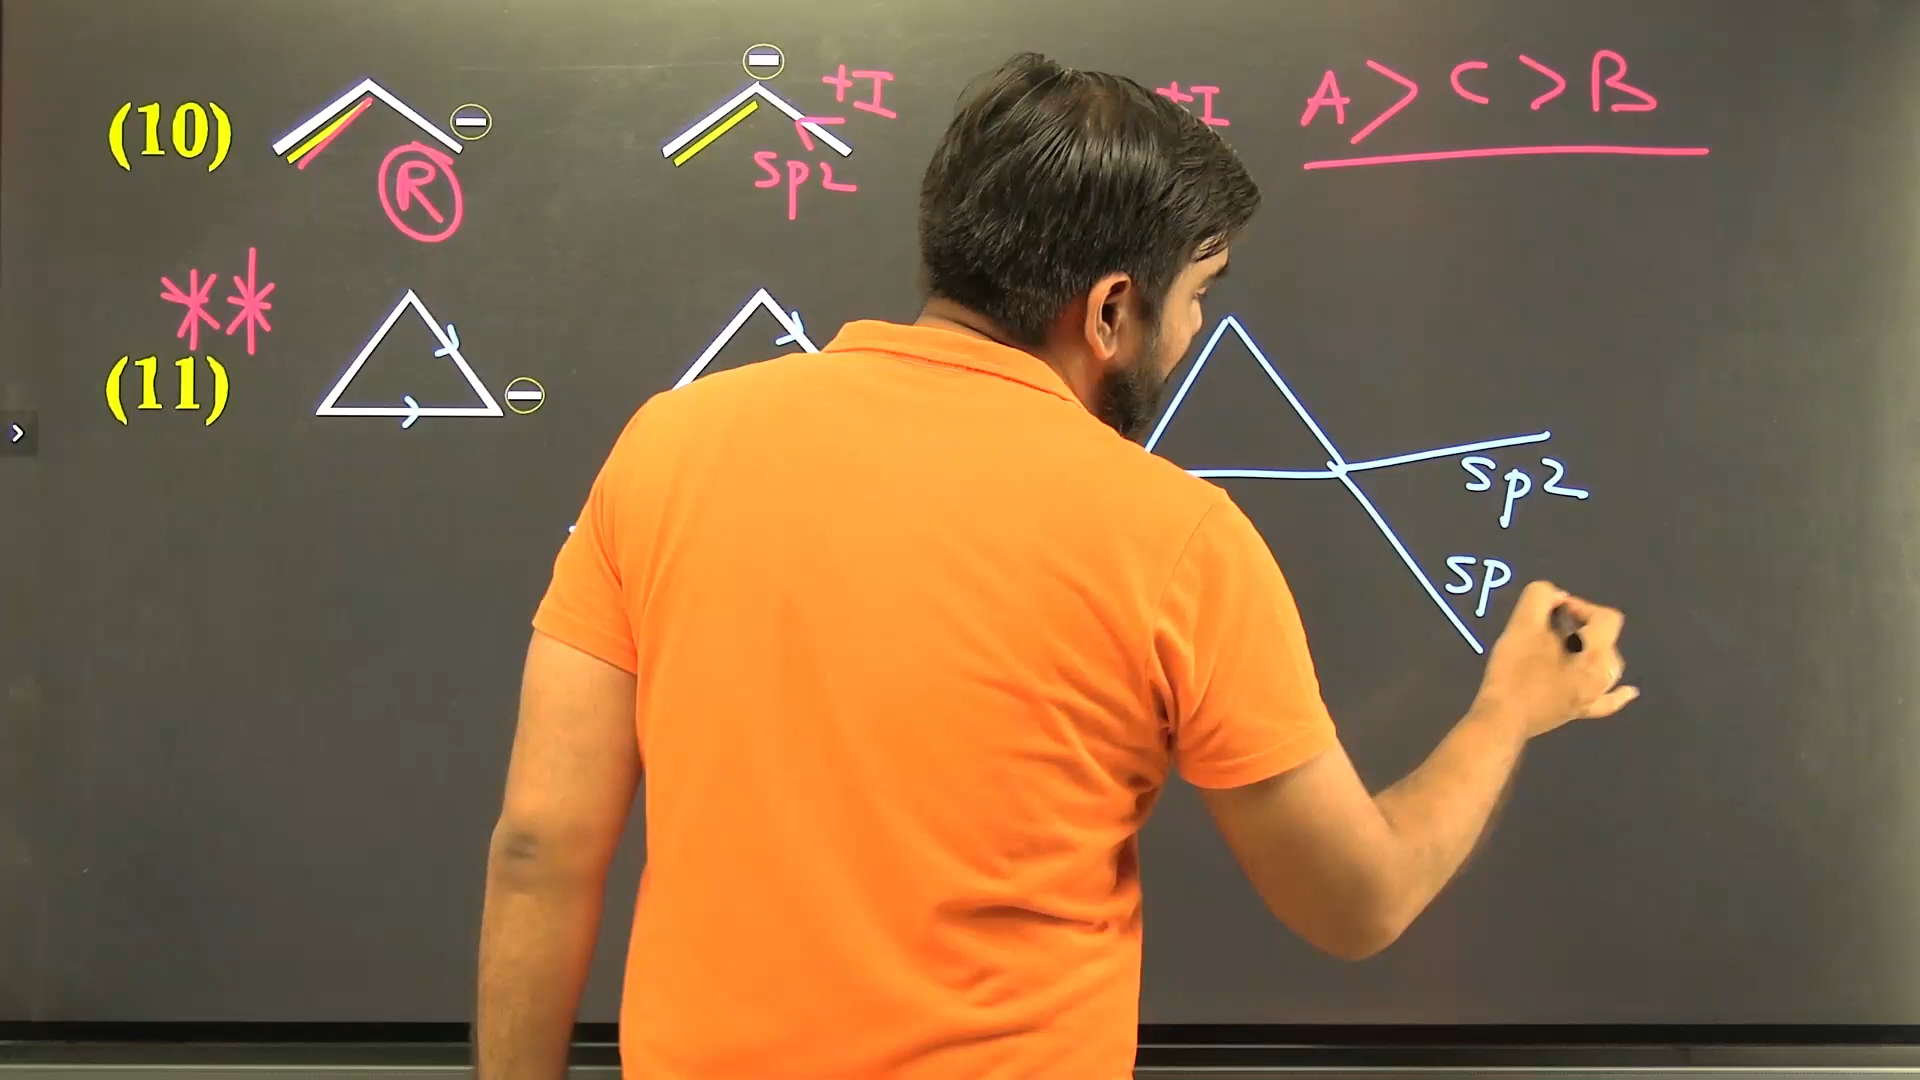 (10) R +I sp2 +I A > C > B
** 
(11)
sp2
sp